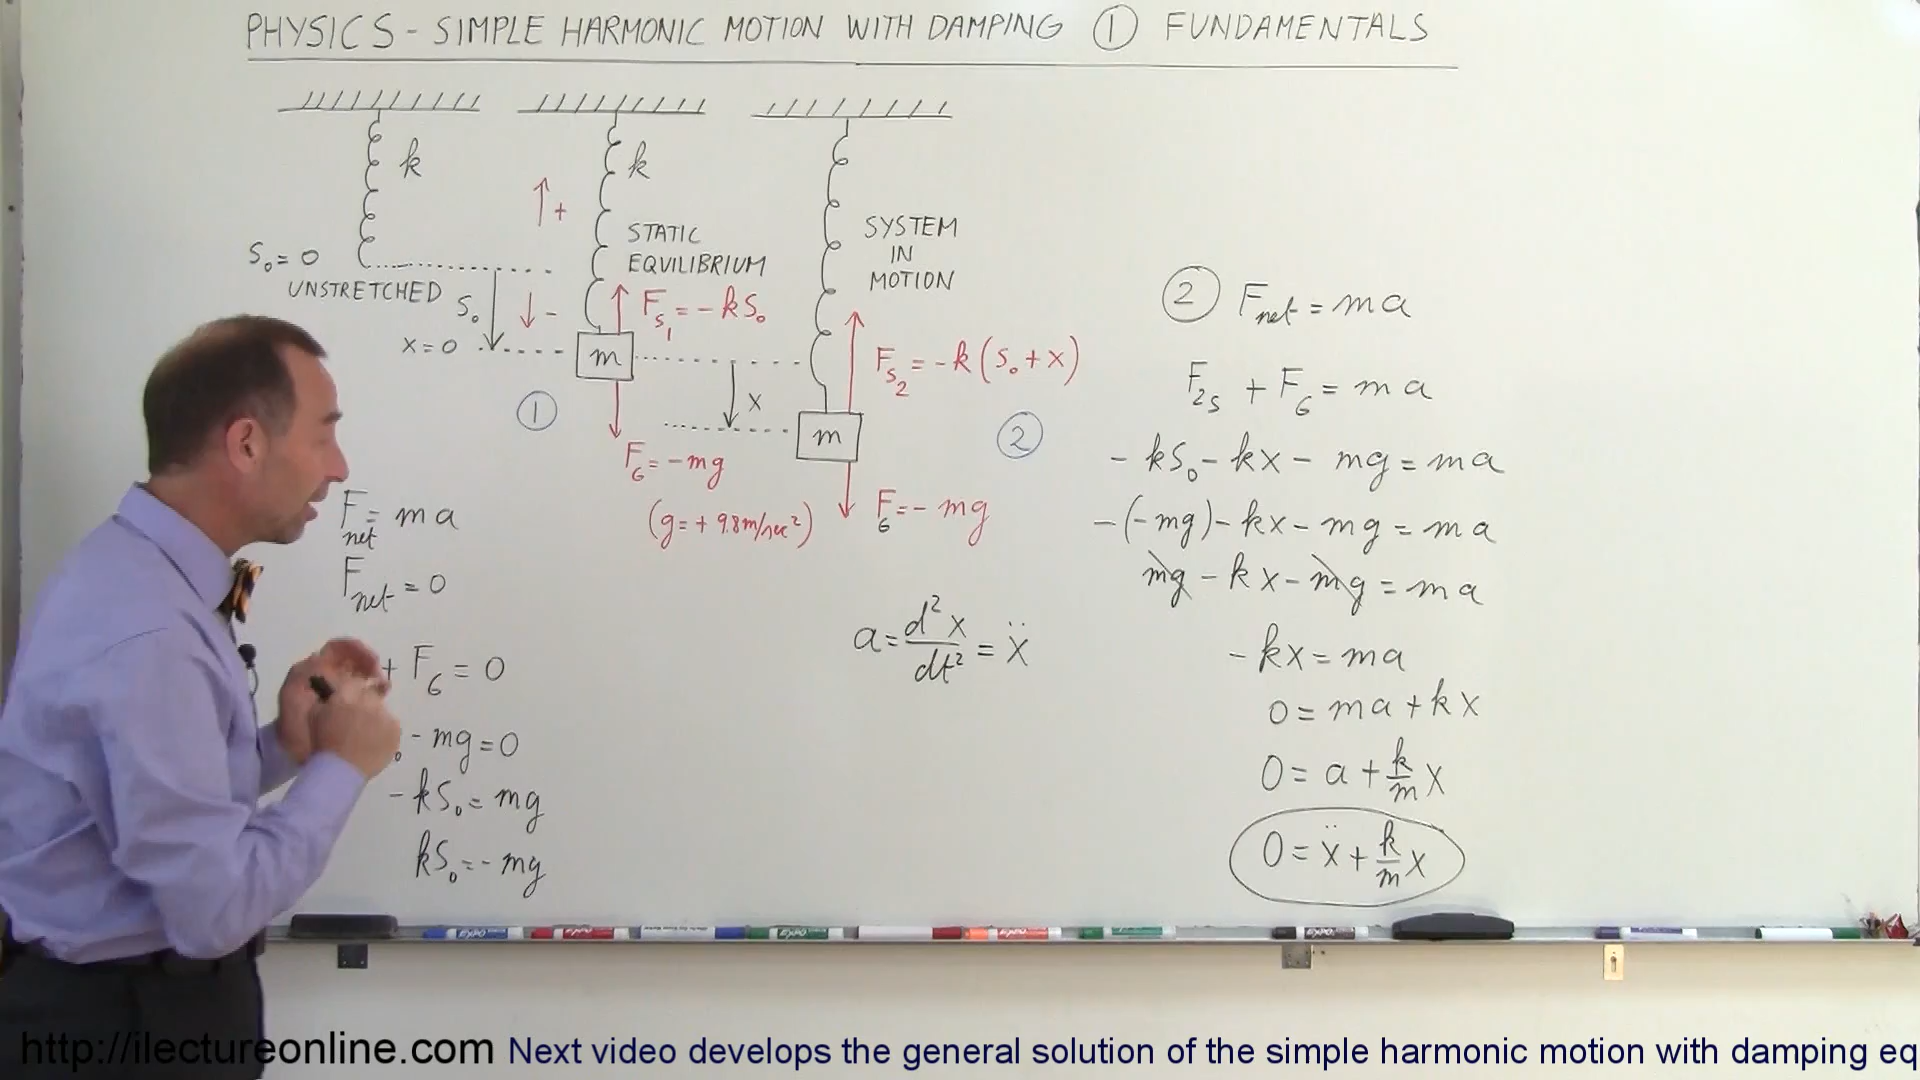 PHYSICS - SIMPLE HARMONIC MOTION WITH DAMPING ① FUNDAMENTALS
k
k
↑ +
S₀ = 0
UNSTRETCHED
S₀
↓ -
x = 0
STATIC
EQUILIBRIUM
F_S₁ = - k S₀
m
①
F_G = - mg
(g = + 9.8 m/sec²)
SYSTEM
IN
MOTION
F_S₂ = - k (S₀ + x)
x
m
②
F_G = - mg
F_net = ma
F_net = 0
+ F_G = 0
₀ - mg = 0
- kS₀ = mg
kS₀ = - mg
a = d²x/dt² = ẍ
② F_net = ma
F_2S + F_G = ma
- kS₀ - kx - mg = ma
- (- mg) - kx - mg = ma
mg - kx - mg = ma
- kx = ma
0 = ma + kx
0 = a + k/m x
0 = ẍ + k/m x
http://ilectureonline.com Next video develops the general solution of the simple harmonic motion with damping eq